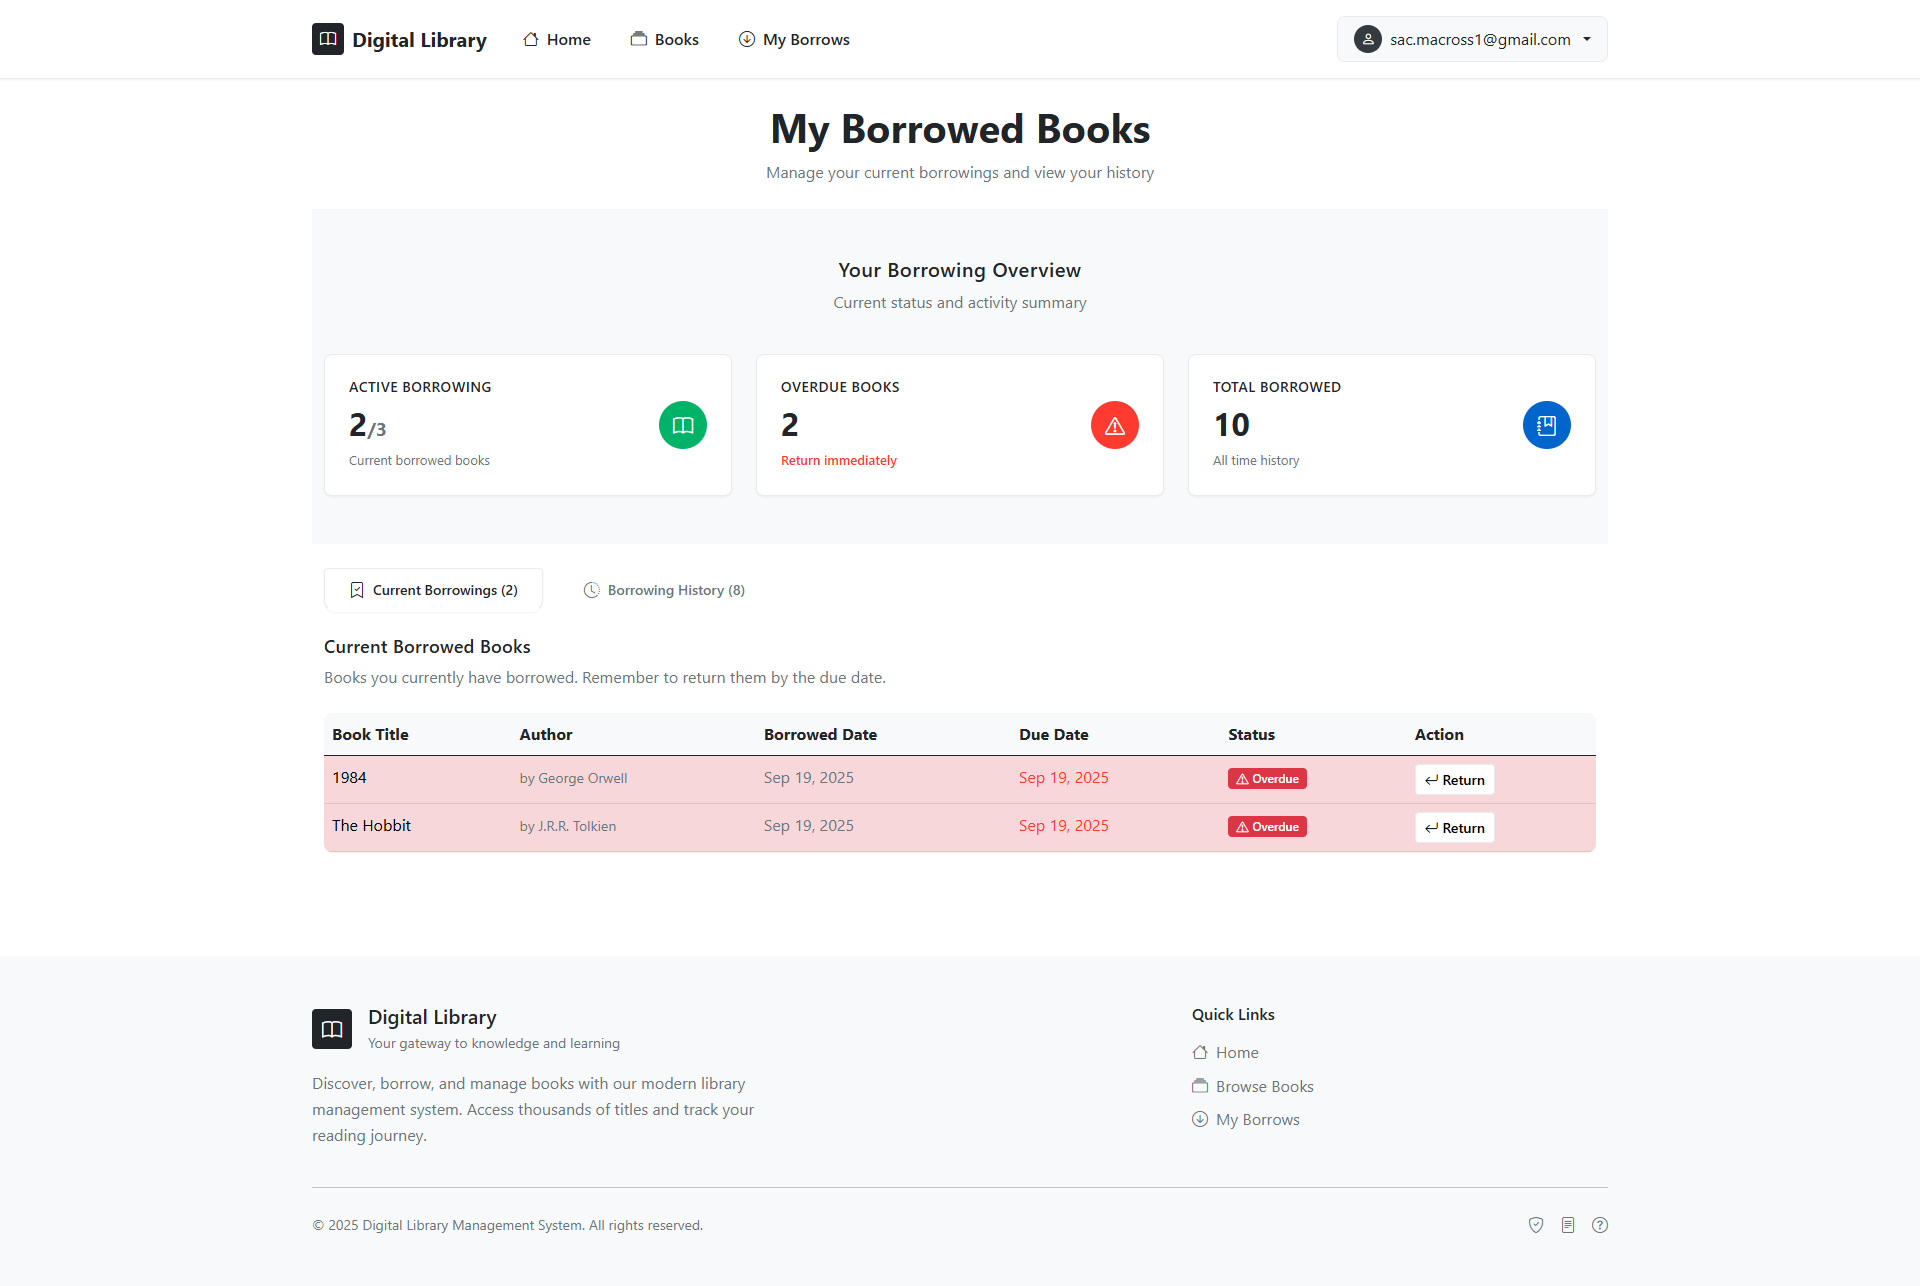 Digital Library
Home
Books
My Borrows
sac.macross1@gmail.com
My Borrowed Books
Manage your current borrowings and view your history
Your Borrowing Overview
Current status and activity summary
ACTIVE BORROWING
2/3
Current borrowed books
OVERDUE BOOKS
2
Return immediately
TOTAL BORROWED
10
All time history
Current Borrowings (2)
Borrowing History (8)
Current Borrowed Books
Books you currently have borrowed. Remember to return them by the due date.
Book Title Author Borrowed Date Due Date Status Action
1984 by George Orwell Sep 19, 2025 Sep 19, 2025 Overdue Return
The Hobbit by J.R.R. Tolkien Sep 19, 2025 Sep 19, 2025 Overdue Return
Digital Library
Your gateway to knowledge and learning
Discover, borrow, and manage books with our modern library
management system. Access thousands of titles and track your
reading journey.
Quick Links
Home
Browse Books
My Borrows
© 2025 Digital Library Management System. All rights reserved.